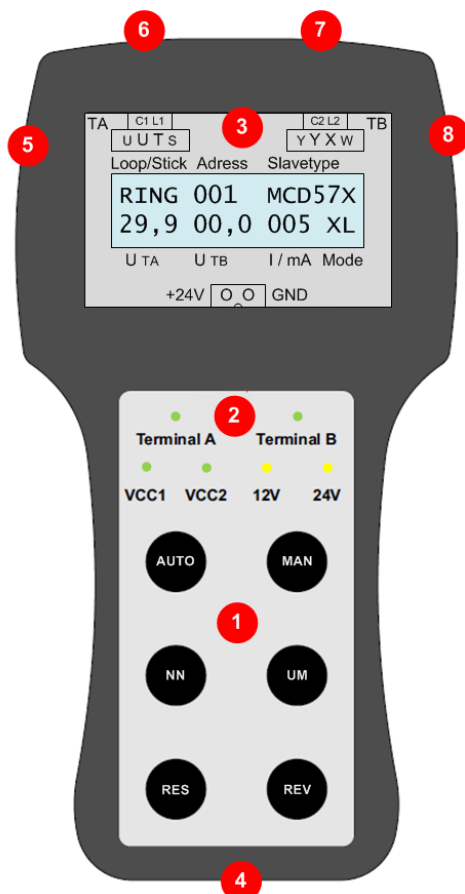 6 7
TA C1 L1 3 C2 L2 TB
5 U U T S Y Y X W 8
Loop/Stick Adress Slavetype
RING 001 MCD57X
29,9 00,0 005 XL
U TA U TB I / mA Mode
+24V GND
2
Terminal A Terminal B
VCC1 VCC2 12V 24V
AUTO MAN
1
NN UM
RES REV
4